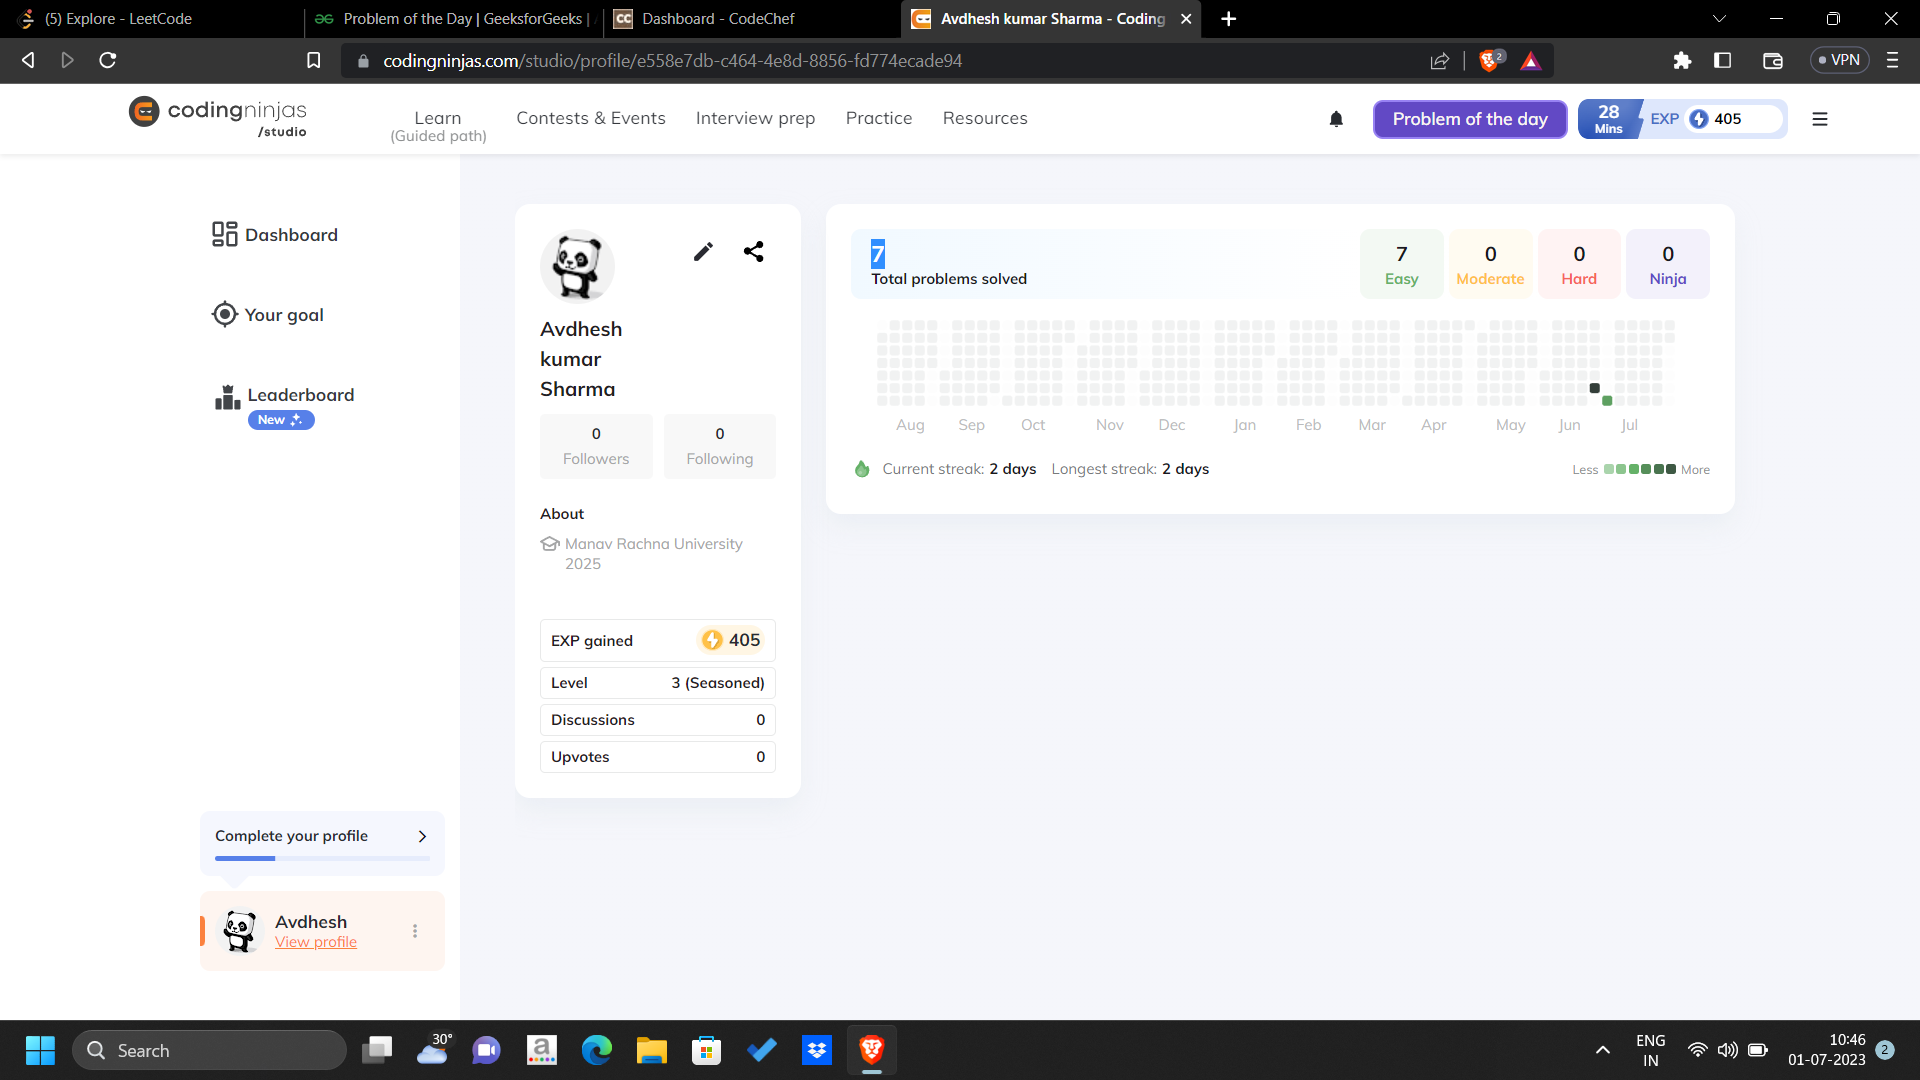 (5) Explore - LeetCode
Problem of the Day | GeeksforGeeks |
CC Dashboard - CodeChef
Avdhesh kumar Sharma - Coding
codingninjas.com/studio/profile/e558e7db-c464-4e8d-8856-fd774ecade94
2
VPN
codingninjas
/studio
Learn
(Guided path)
Contests & Events
Interview prep
Practice
Resources
Problem of the day
28
Mins
EXP
405
Dashboard
Your goal
Leaderboard
New
Complete your profile
Avdhesh
View profile
Avdhesh
kumar
Sharma
0
Followers
0
Following
About
Manav Rachna University
2025
EXP gained 405
Level 3 (Seasoned)
Discussions 0
Upvotes 0
7
Total problems solved
7
Easy
0
Moderate
0
Hard
0
Ninja
Aug Sep Oct Nov Dec Jan Feb Mar Apr May Jun Jul
Current streak: 2 days Longest streak: 2 days
Less More
Search
30°
a
ENG
IN
10:46
01-07-2023
2